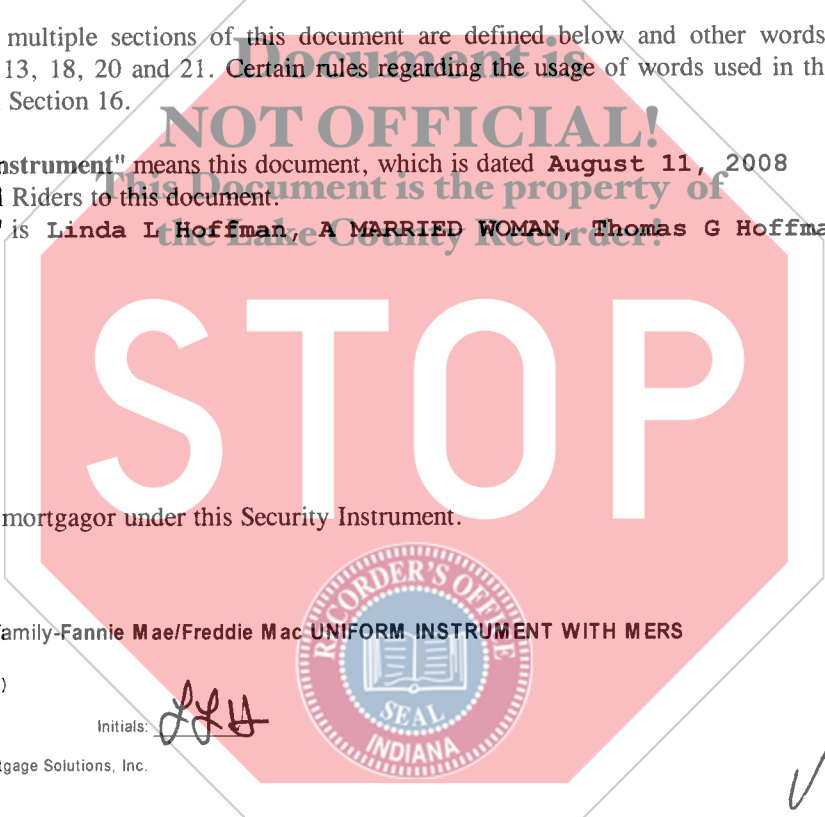 multiple sections of this document are defined below and other words
13, 18, 20 and 21. Certain rules regarding the usage of words used in th
Section 16.
Document is
NOT OFFICIAL!
This Document is the property of
the Lake County Recorder!
nstrument" means this document, which is dated August 11, 2008
Riders to this document.
" is Linda L Hoffman, A MARRIED WOMAN, Thomas G Hoffma
STOP
mortgagor under this Security Instrument.
amily-Fannie Mae/Freddie Mac UNIFORM INSTRUMENT WITH MERS
)
Initials: LLH
tgage Solutions, Inc.
RECORDER'S OFFICE
SEAL
INDIANA